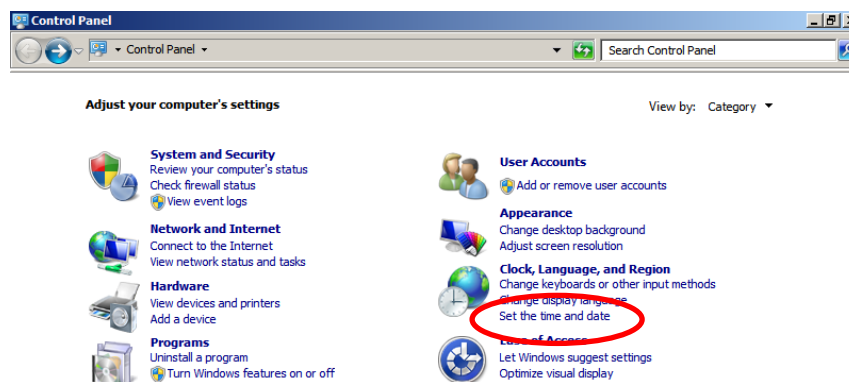 Control Panel
Control Panel
Search Control Panel
Adjust your computer's settings
View by: Category
System and Security
Review your computer's status
Check firewall status
View event logs
Network and Internet
Connect to the Internet
View network status and tasks
Hardware
View devices and printers
Add a device
Programs
Uninstall a program
Turn Windows features on or off
User Accounts
Add or remove user accounts
Appearance
Change desktop background
Adjust screen resolution
Clock, Language, and Region
Change keyboards or other input methods
Change display language
Set the time and date
Ease of Access
Let Windows suggest settings
Optimize visual display